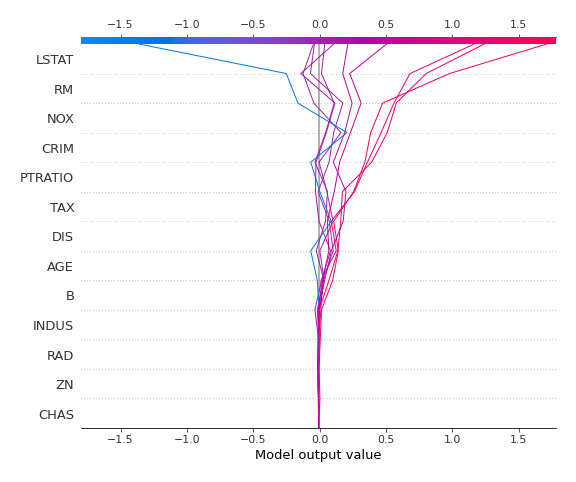 −1.5 −1.0 −0.5 0.0 0.5 1.0 1.5
LSTAT
RM
NOX
CRIM
PTRATIO
TAX
DIS
AGE
B
INDUS
RAD
ZN
CHAS
−1.5 −1.0 −0.5 0.0 0.5 1.0 1.5
Model output value